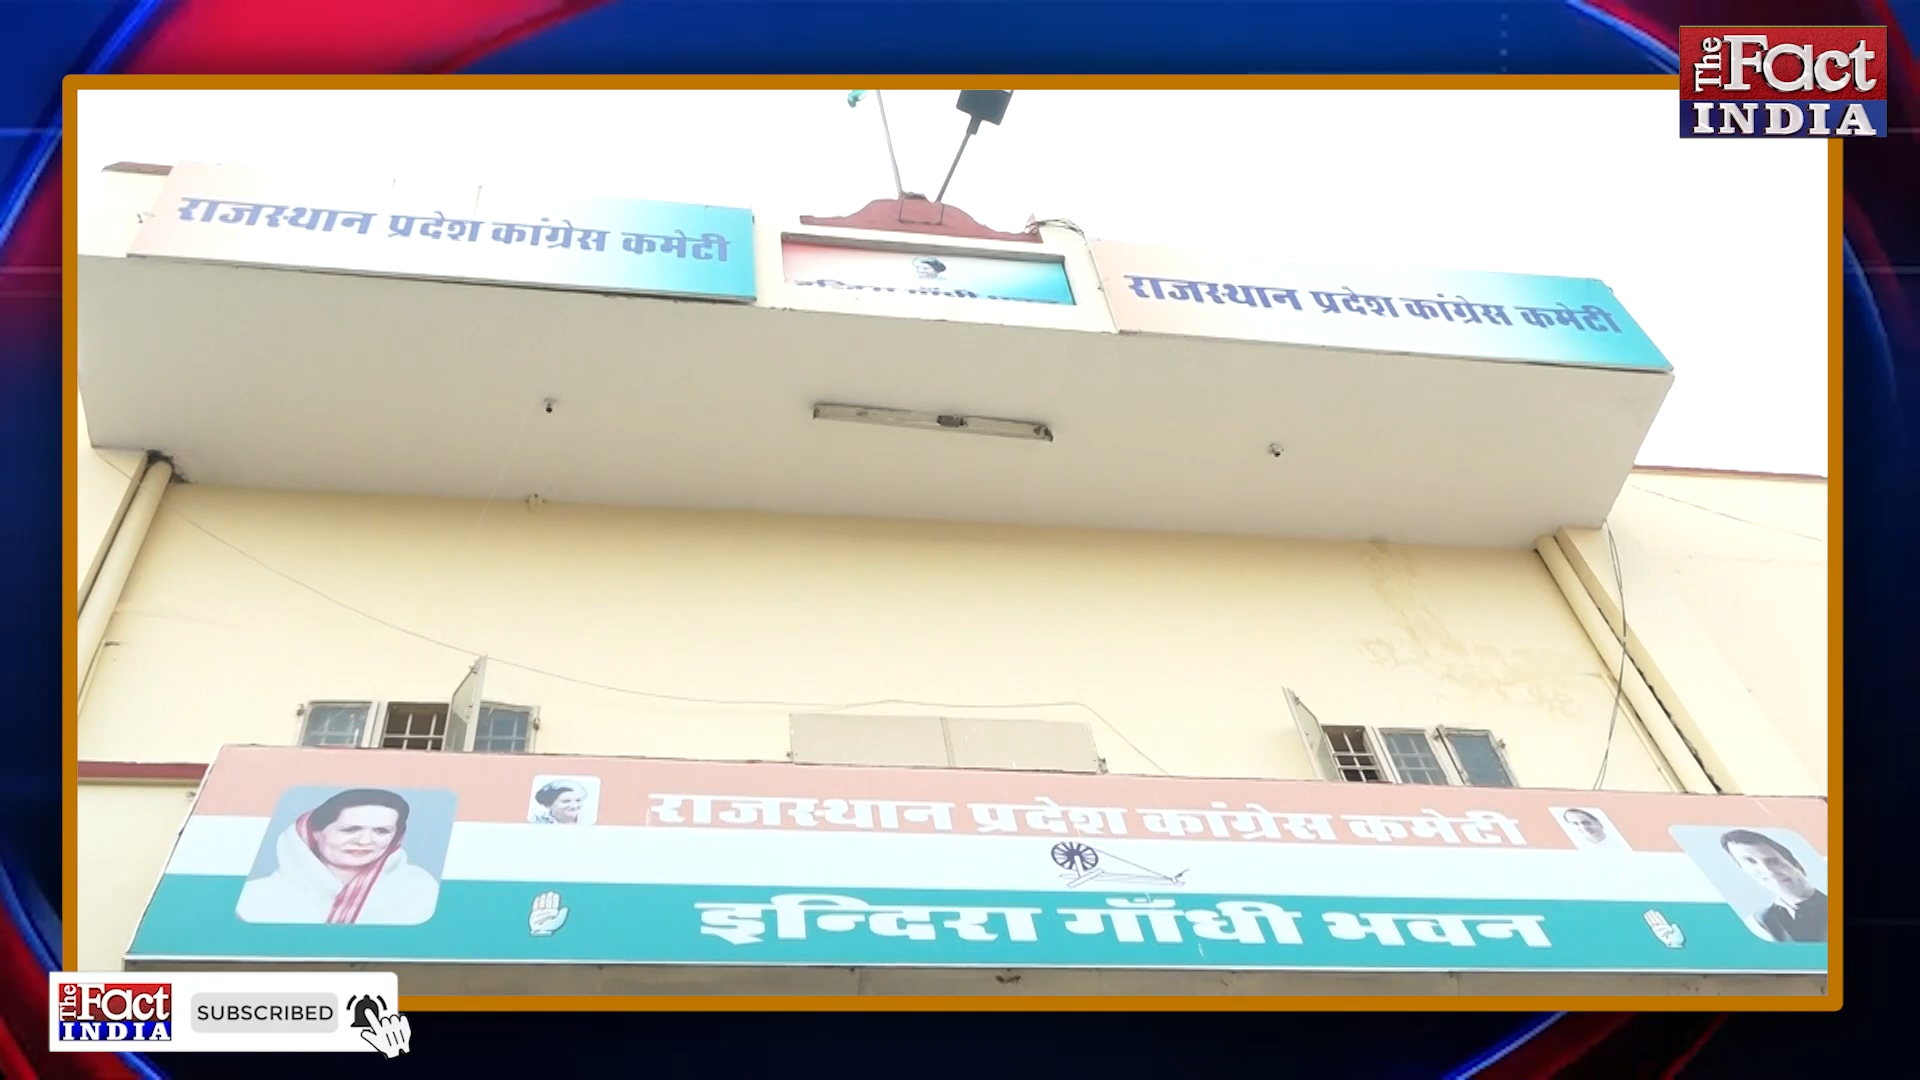 The Fact
INDIA
राजस्थान प्रदेश कांग्रेस कमेटी
राजस्थान प्रदेश कांग्रेस कमेटी
राजस्थान प्रदेश कांग्रेस कमेटी
इन्दिरा गाँधी भवन
The Fact
INDIA
SUBSCRIBED